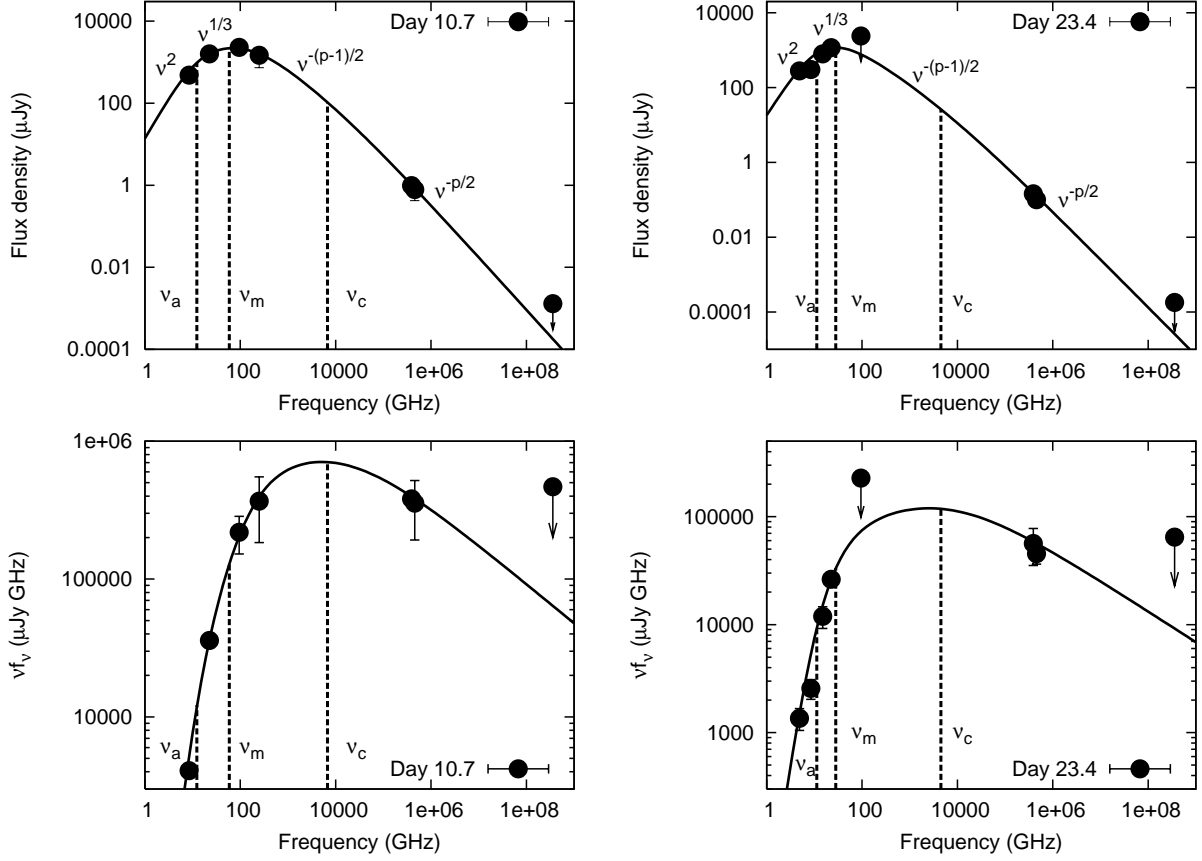 1000
100
1
0.01
0.0001
Flux density (μJy)
1 100 10000 1e+06 1e+08
Frequency (GHz)
Day 10.7
ν^2
ν^1/3
ν^-(p-1)/2
ν^-p/2
ν_a ν_m ν_c
10000
100
1
0.01
0.0001
Flux density (μJy)
1 100 10000 1e+06 1e+08
Frequency (GHz)
Day 23.4
ν^2
ν^1/3
ν^-(p-1)/2
ν^-p/2
ν_a ν_m ν_c
1e+06
100000
10000
νf_ν (μJy GHz)
1 100 10000 1e+06 1e+08
Frequency (GHz)
ν_a ν_m ν_c
Day 10.7
100000
10000
1000
νf_ν (μJy GHz)
1 100 10000 1e+06 1e+08
Frequency (GHz)
ν_a
ν_m ν_c
Day 23.4